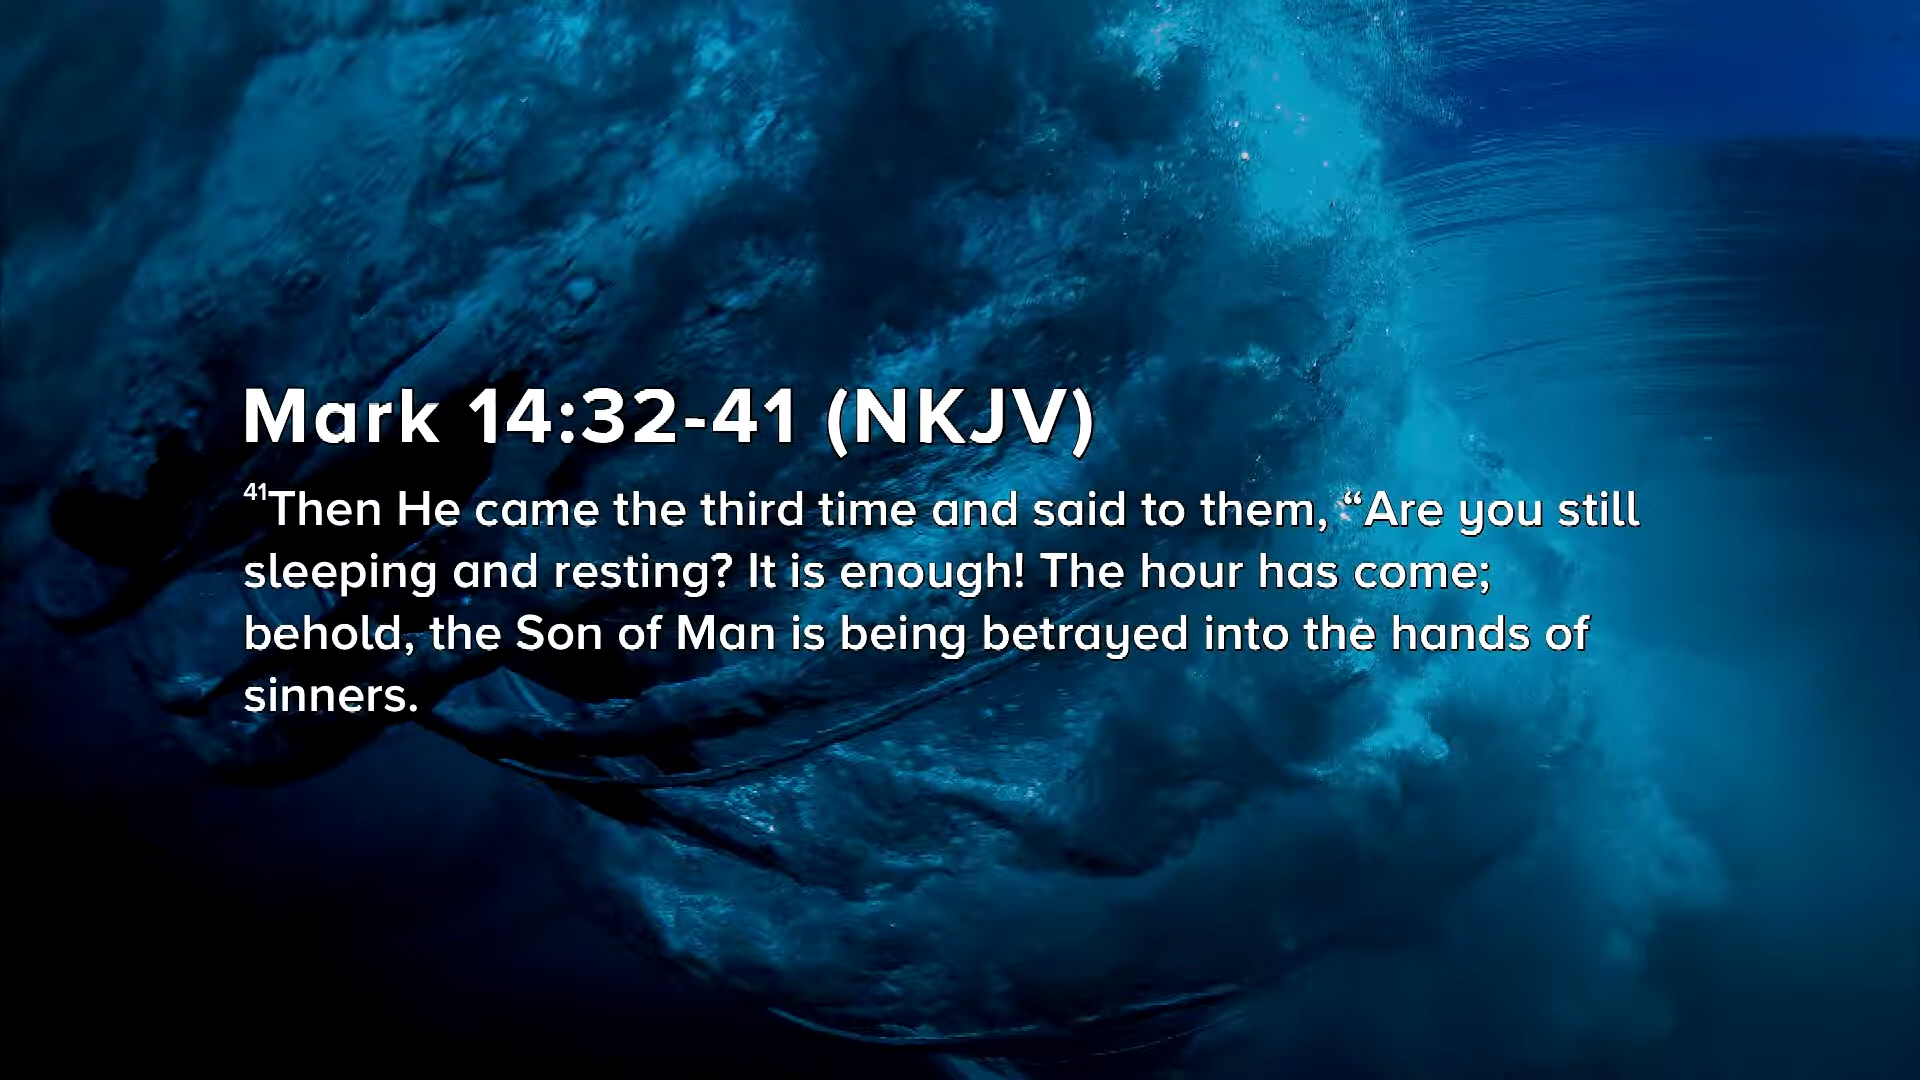 Mark 14:32-41 (NKJV)
41Then He came the third time and said to them, “Are you still
sleeping and resting? It is enough! The hour has come;
behold, the Son of Man is being betrayed into the hands of
sinners.